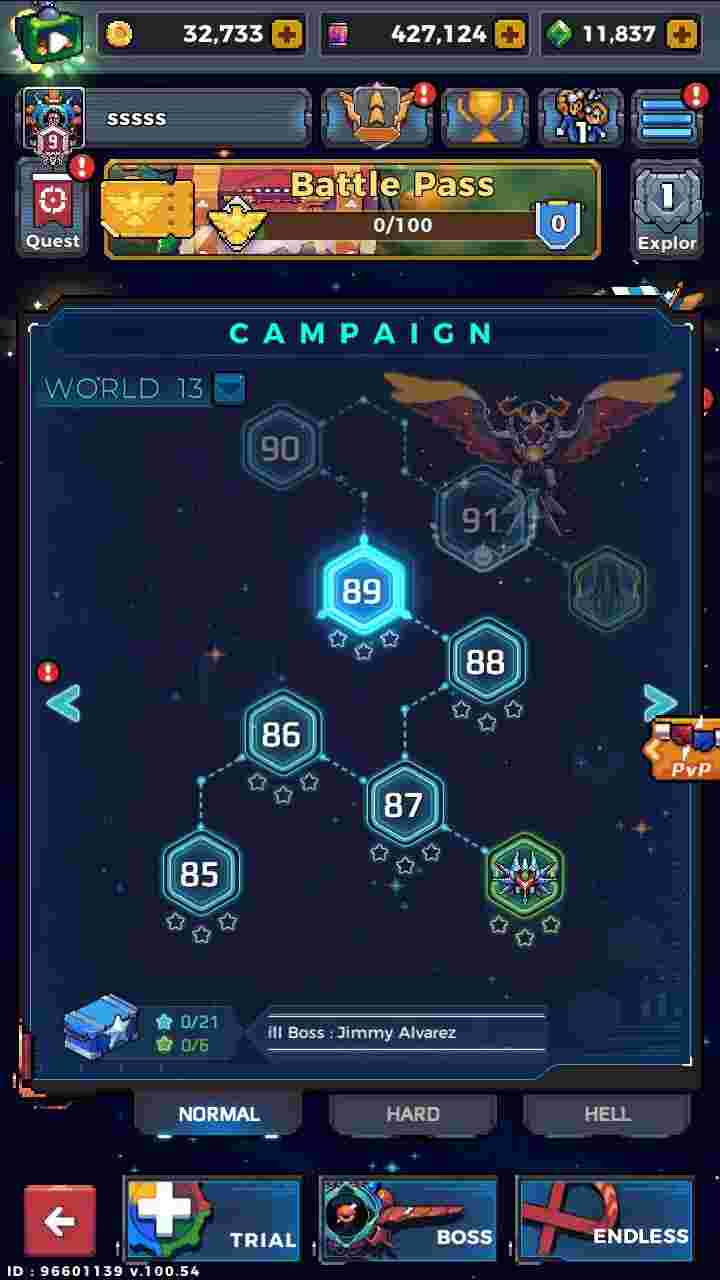 32,733
427,124
11,837
sssss
9
1
Quest
Battle Pass
0/100
0
1
Explor
CAMPAIGN
WORLD 13
90
91
89
88
86
87
85
PvP
0/21
0/6
ill Boss : Jimmy Alvarez
NORMAL
HARD
HELL
TRIAL
BOSS
ENDLESS
ID : 96601139 v.100.54